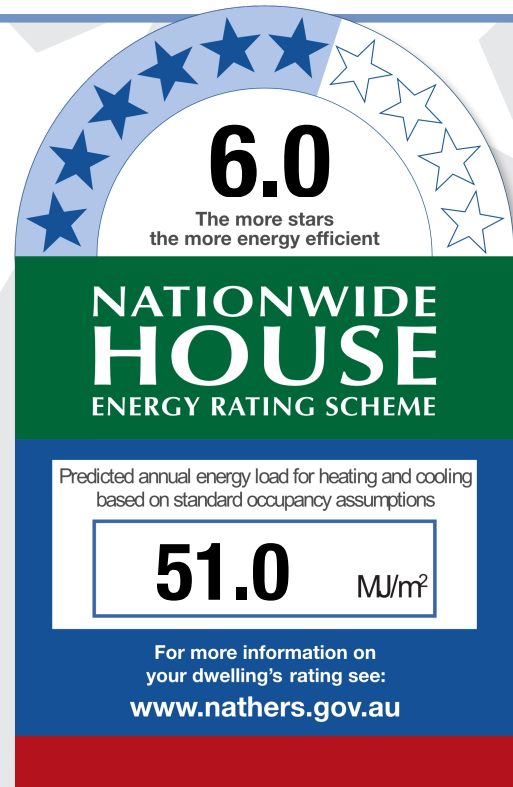 6.0
The more stars
the more energy efficient
NATIONWIDE
HOUSE
ENERGY RATING SCHEME
Predicted annual energy load for heating and cooling
based on standard occupancy assumptions
51.0 MJ/m²
For more information on
your dwelling's rating see:
www.nathers.gov.au